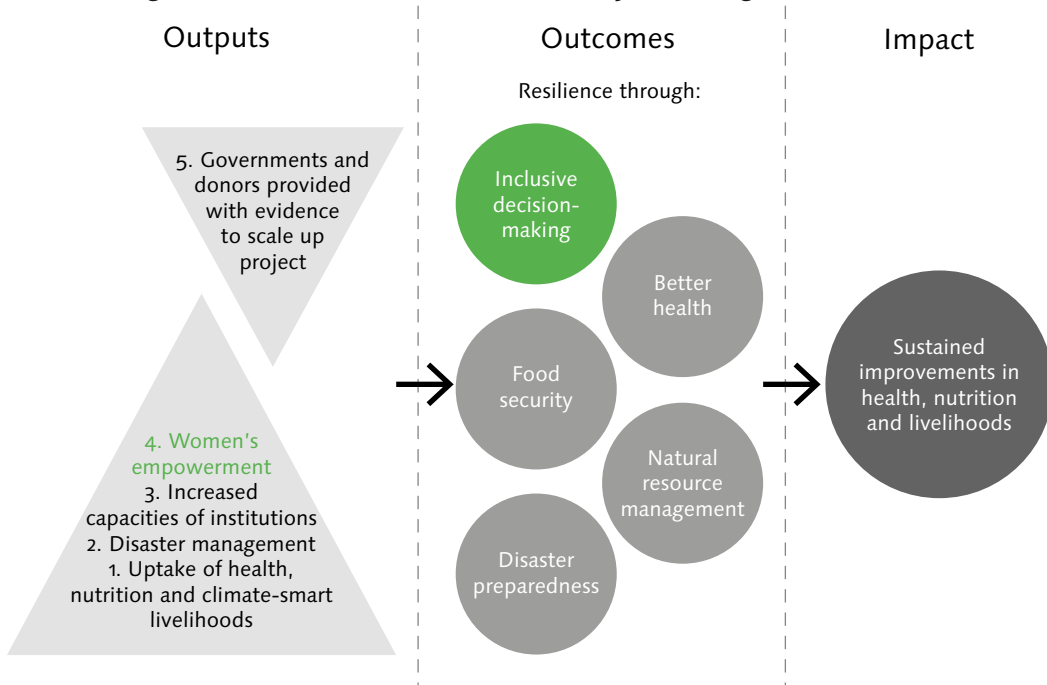 Outputs
5. Governments and
donors provided
with evidence
to scale up
project
4. Women's
empowerment
3. Increased
capacities of institutions
2. Disaster management
1. Uptake of health,
nutrition and climate-smart
livelihoods
Outcomes
Resilience through:
Inclusive
decision-
making
Better
health
Food
security
Natural
resource
management
Disaster
preparedness
Impact
Sustained
improvements in
health, nutrition
and livelihoods